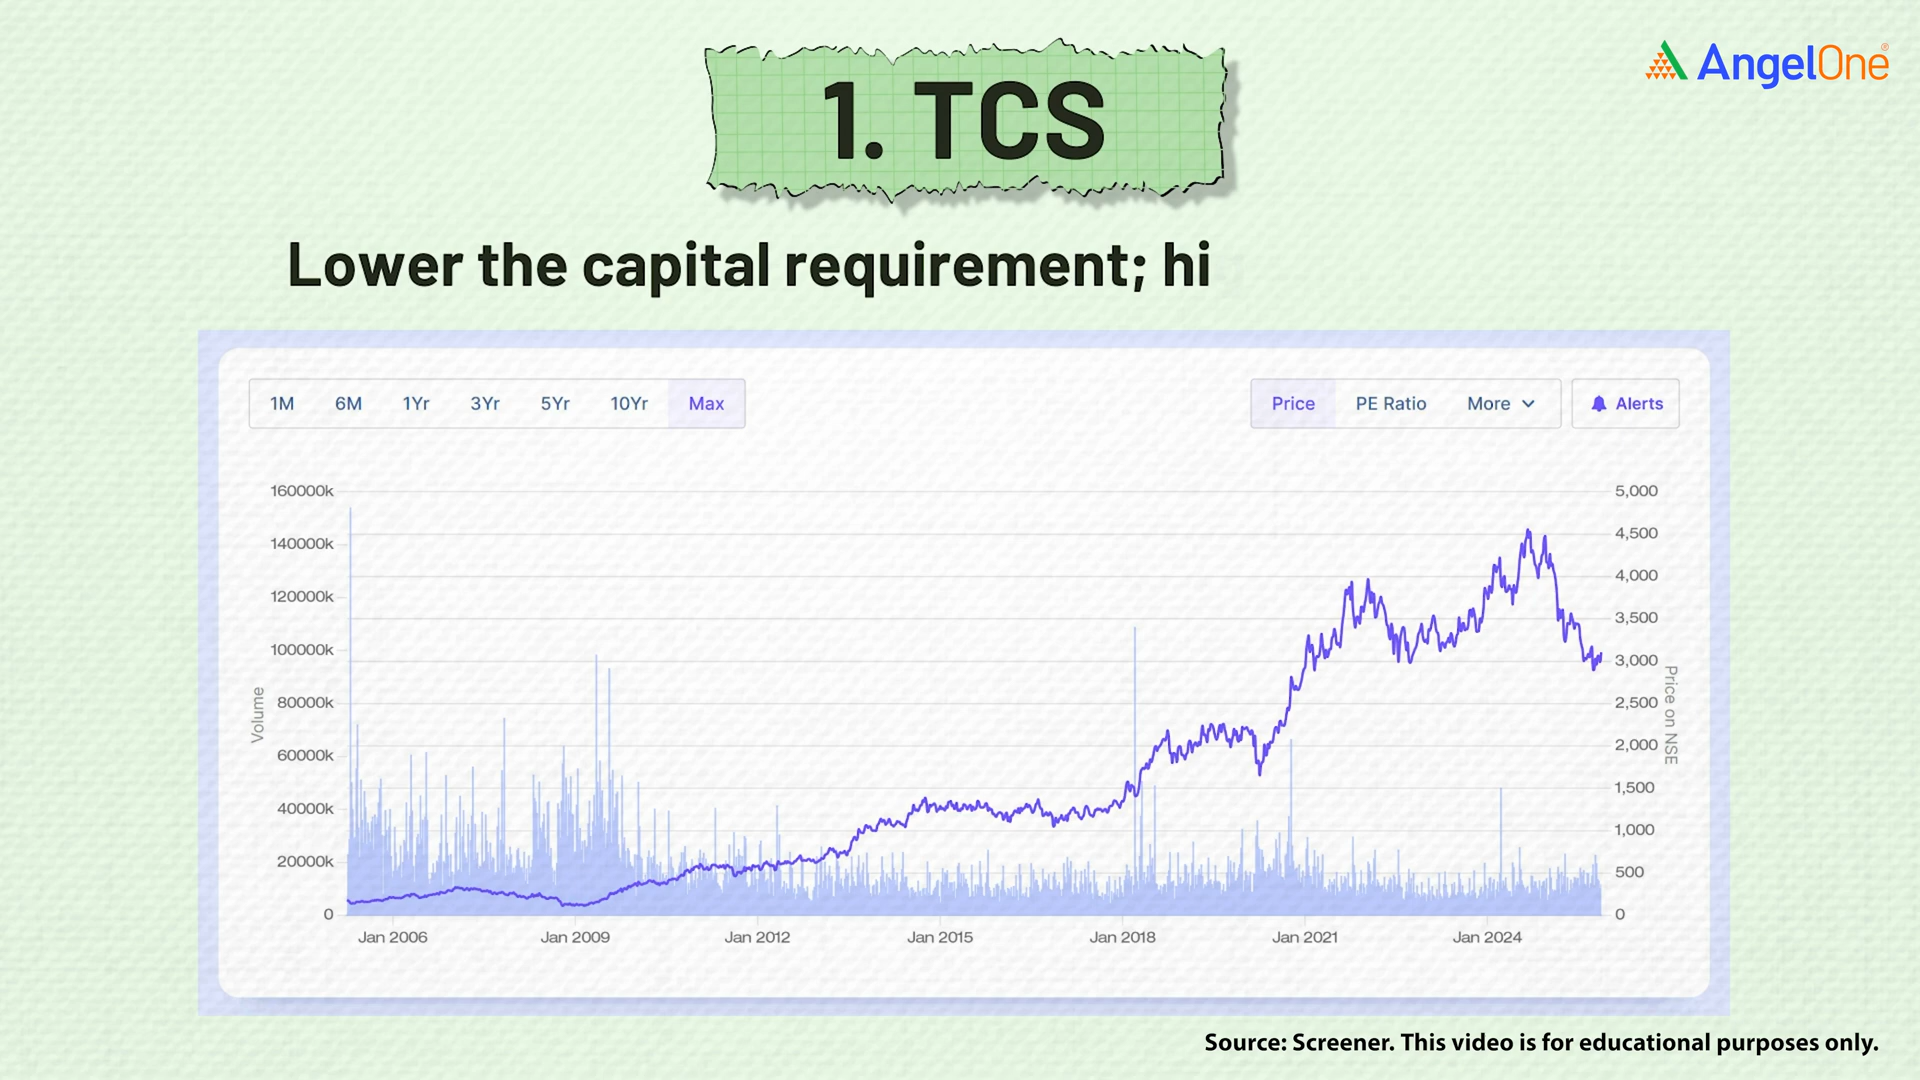 AngelOne®
1. TCS
Lower the capital requirement; hi
1M 6M 1Yr 3Yr 5Yr 10Yr Max
Price PE Ratio More Alerts
160000k 5,000
140000k 4,500
120000k 4,000
100000k 3,500
80000k 3,000
60000k 2,500
40000k 2,000
20000k 1,500
0 1,000
500
0
Volume
Price on NSE
Jan 2006 Jan 2009 Jan 2012 Jan 2015 Jan 2018 Jan 2021 Jan 2024
Source: Screener. This video is for educational purposes only.